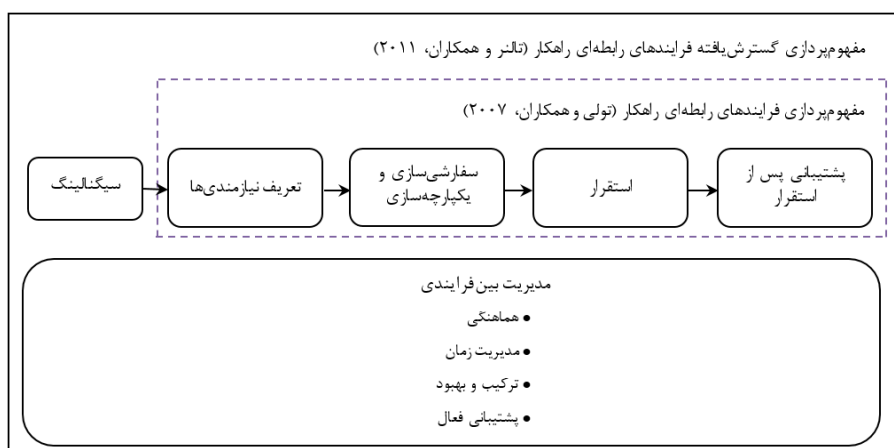 مفهوم‌پردازی گسترش‌یافته فرایندهای رابطه‌ای راهکار (تالنر و همکاران، ۲۰۱۱)
مفهوم‌پردازی فرایندهای رابطه‌ای راهکار (تولی و همکاران، ۲۰۰۷)
سیگنالینگ
تعریف نیازمندی‌ها
سفارشی‌سازی و
یکپارچه‌سازی
استقرار
پشتیبانی پس از
استقرار
مدیریت بین‌فرایندی
● هماهنگی
● مدیریت زمان
● ترکیب و بهبود
● پشتیبانی فعال